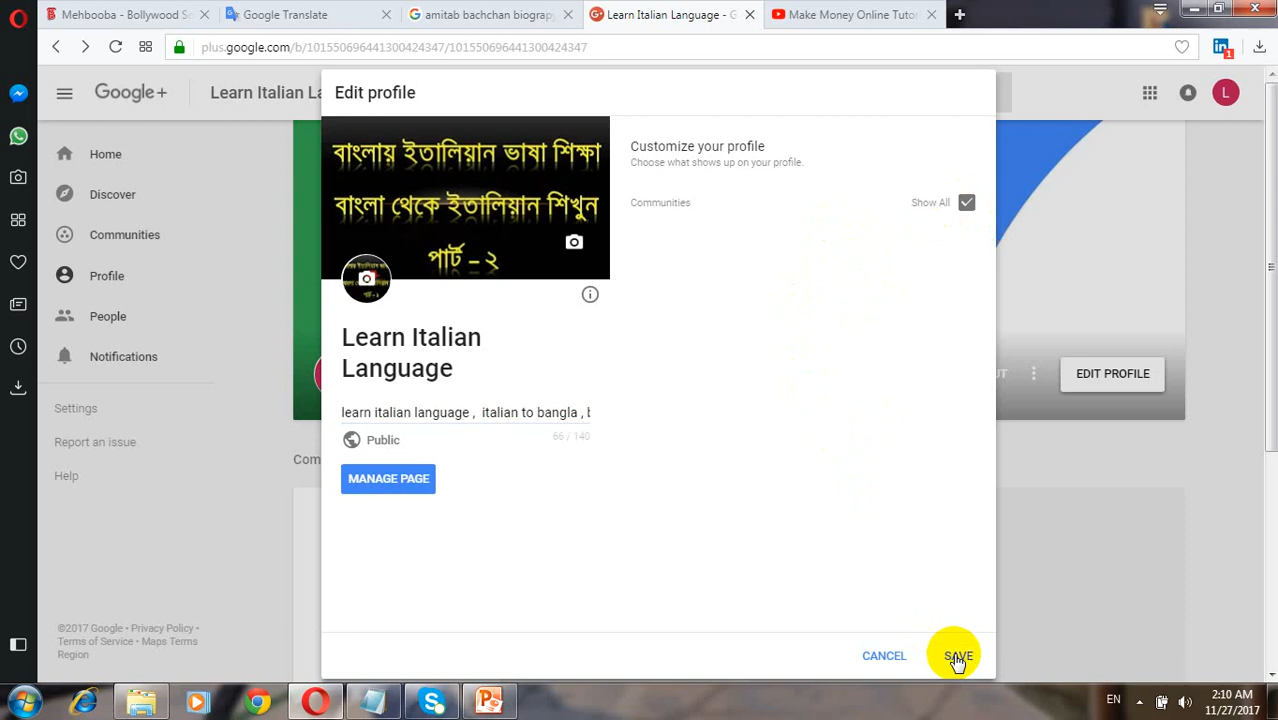 Mehbooba - Bollywood Se
Google Translate
amitab bachchan biograpy
Learn Italian Language - G
Make Money Online Tutor
plus.google.com/b/101550696441300424347/101550696441300424347
1
Google+
Learn Italian La
L
Edit profile
Home
Discover
Communities
Profile
People
Notifications
Settings
Report an issue
Help
©2017 Google • Privacy Policy •
Terms of Service • Maps Terms
Region
বাংলায় ইতালিয়ান ভাষা শিক্ষা
বাংলা থেকে ইতালিয়ান শিখুন
পার্ট – ২
Learn Italian
Language
learn italian language , italian to bangla , b
Public
66 / 140
MANAGE PAGE
Customize your profile
Choose what shows up on your profile.
Communities
Show All
UT
EDIT PROFILE
Com
CANCEL
SAVE
EN
2:10 AM
11/27/2017